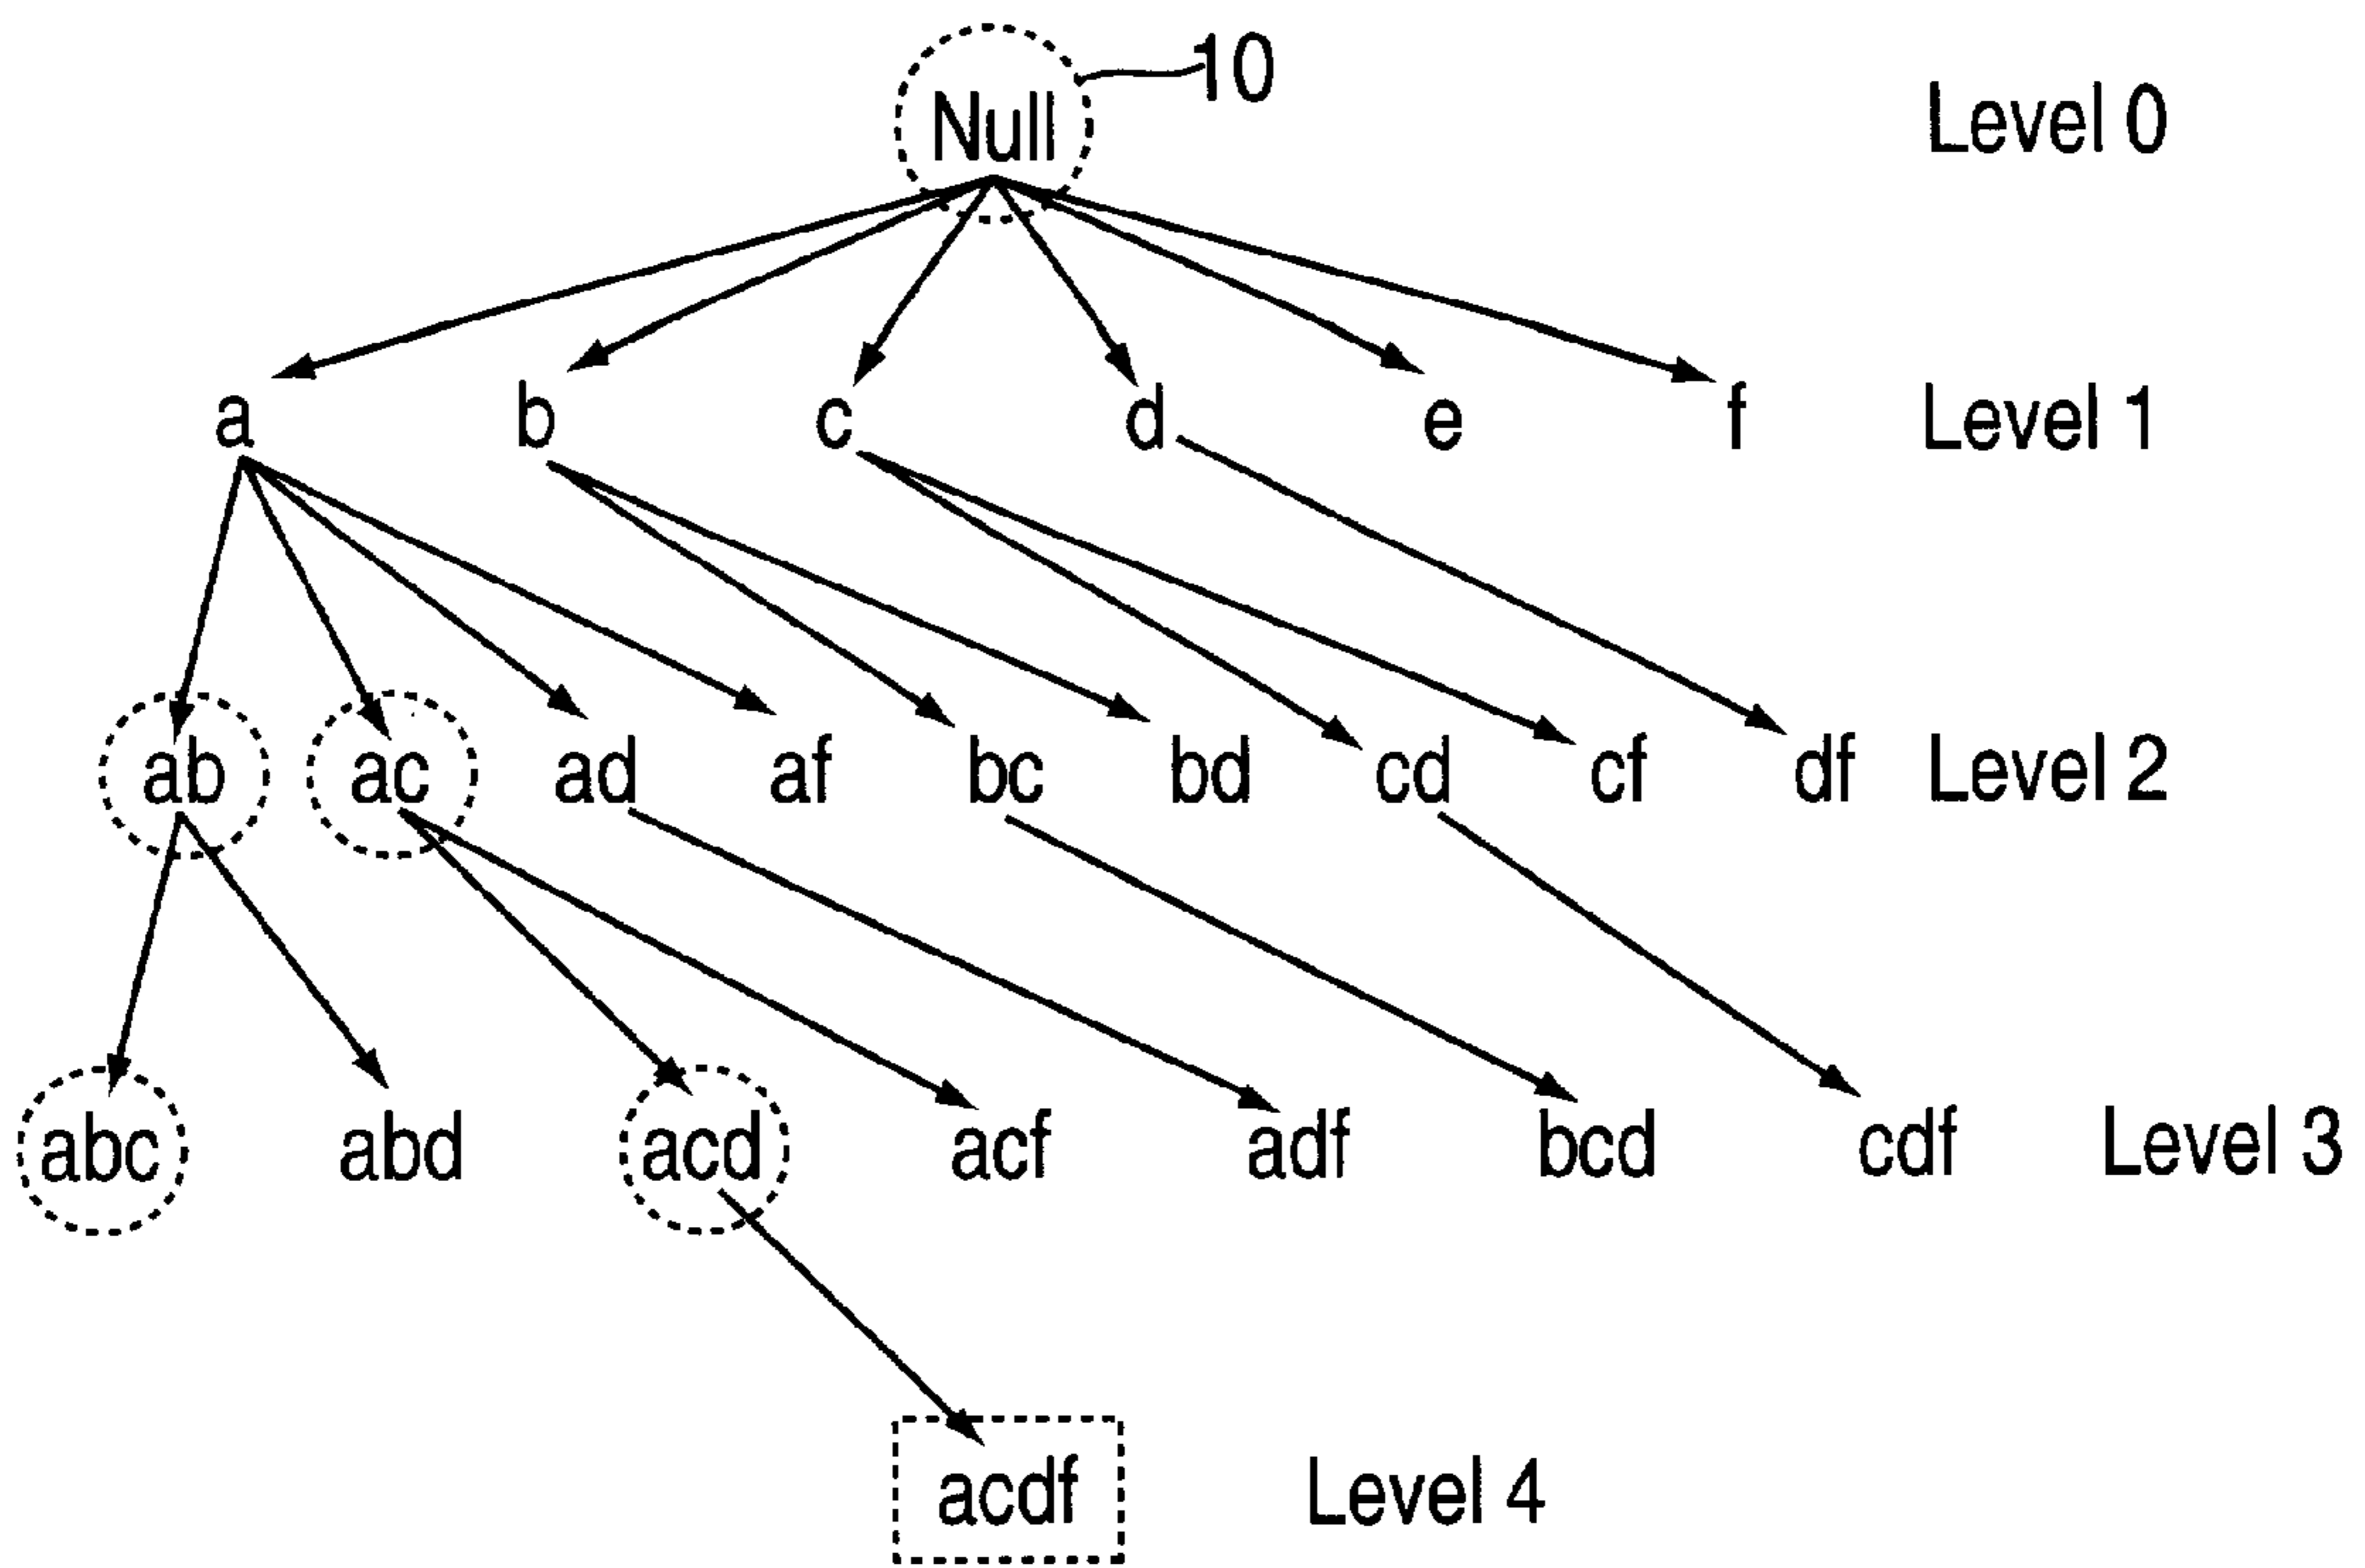 10
Null Level 0
a b c d e f Level 1
ab ac ad af bc bd cd cf df Level 2
abc abd acd acf adf bcd cdf Level 3
acdf Level 4